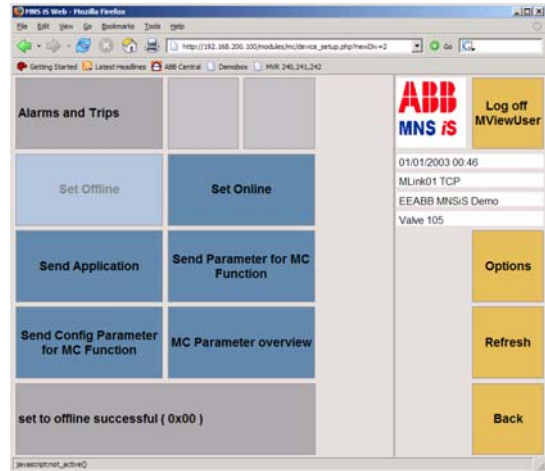 MNS iS Web - Mozilla Firefox
File Edit View Go Bookmarks Tools Help
http://192.168.200.100/modules/mc/device_setup.php?newDiv=2
Go
Getting Started Latest Headlines ABB Central Demobox MVR 240,241,242
Alarms and Trips
ABB
MNS iS
Log off
MViewUser
01/01/2003 00:46
MLink01 TCP
EEABB MNSiS Demo
Valve 105
Set Offline
Set Online
Send Application
Send Parameter for MC
Function
Options
Send Config Parameter
for MC Function
MC Parameter overview
Refresh
set to offline successful ( 0x00 )
Back
javascript:not_active()